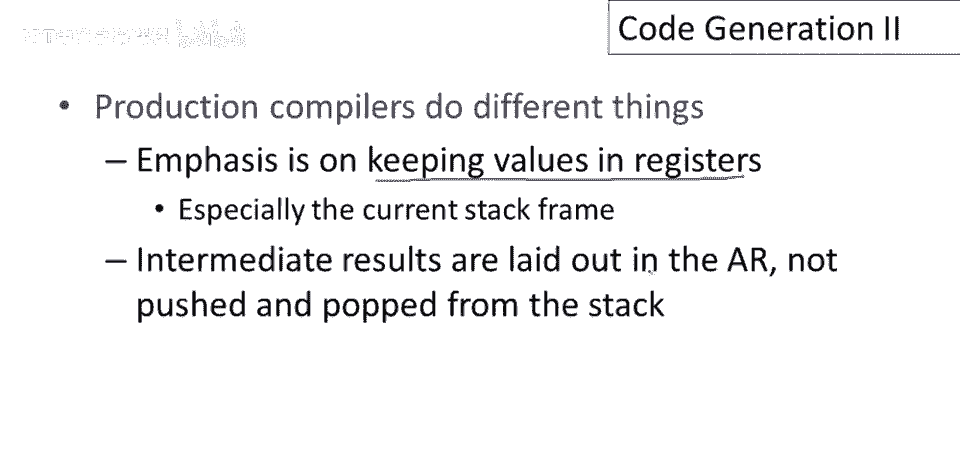 Code Generation II
• Production compilers do different things
– Emphasis is on keeping values in registers
• Especially the current stack frame
– Intermediate results are laid out in the AR, not
pushed and popped from the stack